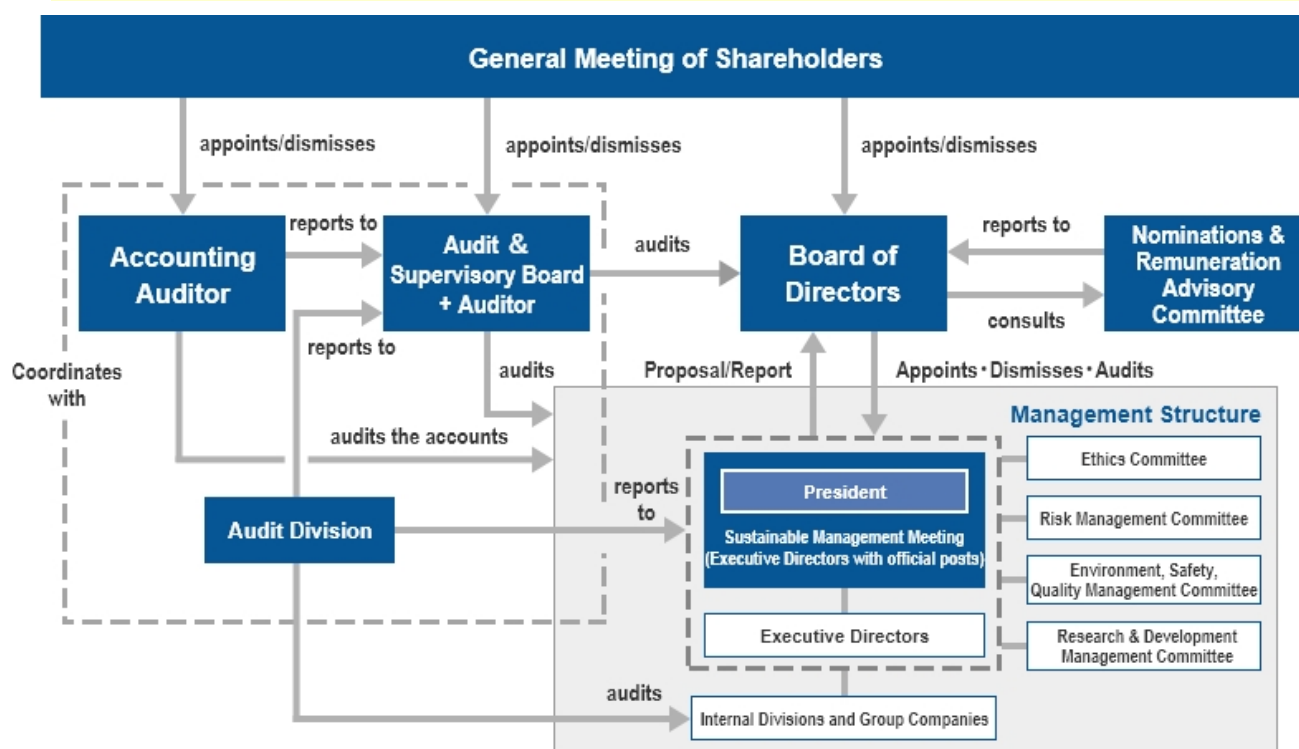 General Meeting of Shareholders
appoints/dismisses
appoints/dismisses
appoints/dismisses
Accounting
Auditor
reports to
Audit &
Supervisory Board
+ Auditor
audits
Board of
Directors
reports to
consults
Nominations &
Remuneration
Advisory
Committee
reports to
Coordinates
with
audits
audits the accounts
Proposal/Report
Appoints・Dismisses・Audits
Management Structure
Audit Division
reports
to
President
Sustainable Management Meeting
(Executive Directors with official posts)
Executive Directors
Ethics Committee
Risk Management Committee
Environment, Safety,
Quality Management Committee
Research & Development
Management Committee
audits
Internal Divisions and Group Companies